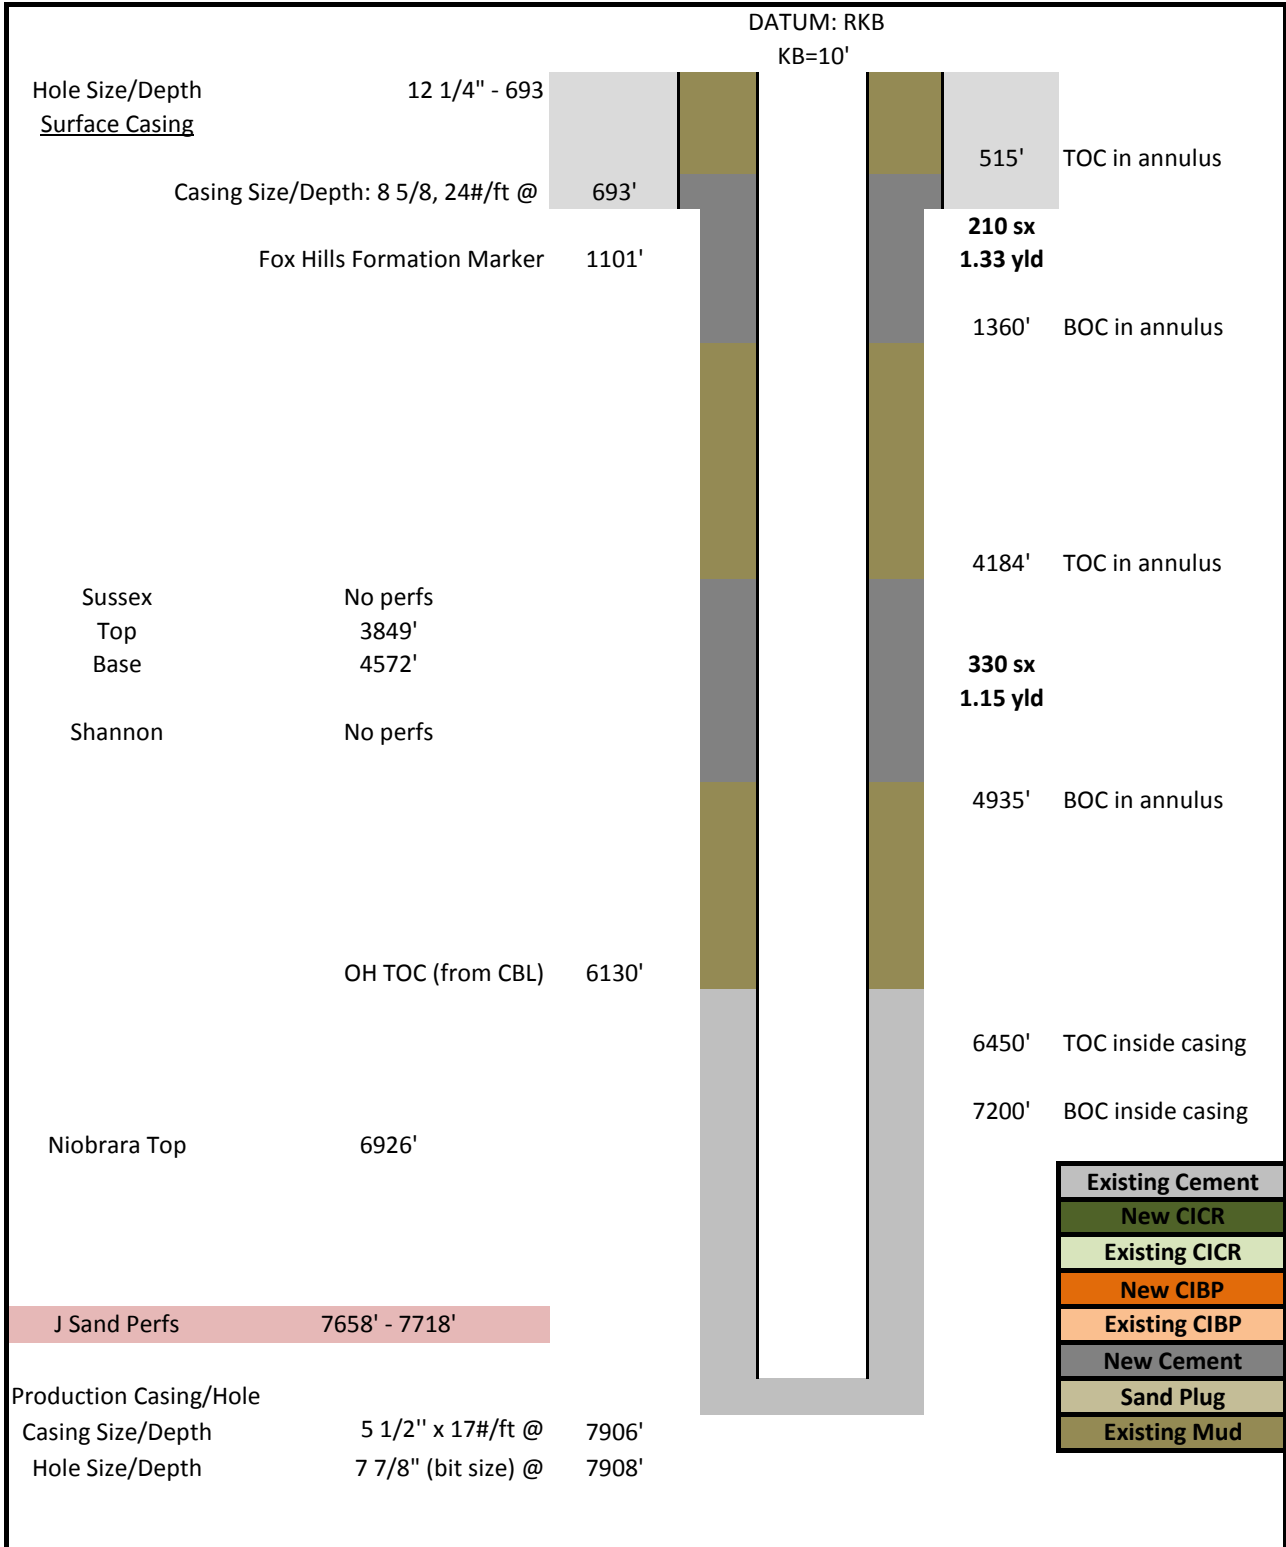 DATUM: RKB
KB=10'
Hole Size/Depth 12 1/4" - 693
Surface Casing
515' TOC in annulus
Casing Size/Depth: 8 5/8, 24#/ft @ 693'
210 sx
Fox Hills Formation Marker 1101' 1.33 yld
1360' BOC in annulus
4184' TOC in annulus
Sussex No perfs
Top 3849'
Base 4572' 330 sx
1.15 yld
Shannon No perfs
4935' BOC in annulus
OH TOC (from CBL) 6130'
6450' TOC inside casing
7200' BOC inside casing
Niobrara Top 6926'
Existing Cement
New CICR
Existing CICR
New CIBP
J Sand Perfs 7658' - 7718' Existing CIBP
New Cement
Production Casing/Hole Sand Plug
Casing Size/Depth 5 1/2'' x 17#/ft @ 7906' Existing Mud
Hole Size/Depth 7 7/8" (bit size) @ 7908'